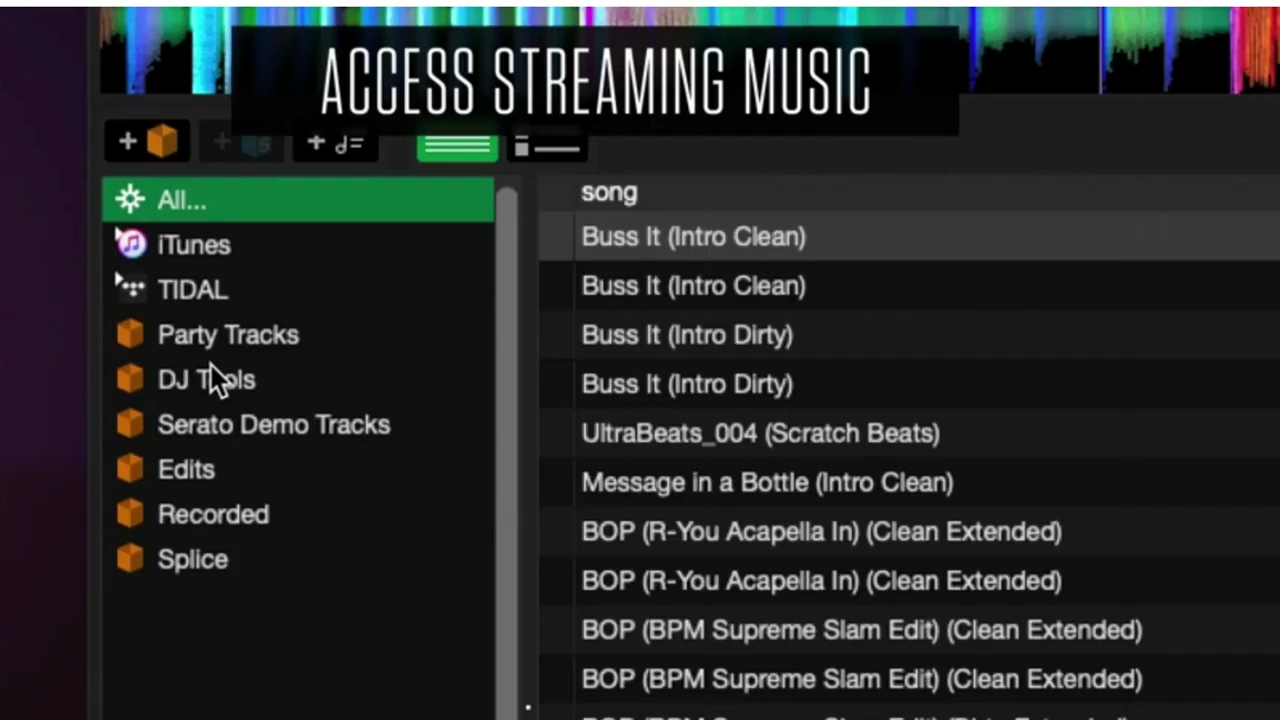 ACCESS STREAMING MUSIC
All...
iTunes
TIDAL
Party Tracks
DJ Tools
Serato Demo Tracks
Edits
Recorded
Splice
song
Buss It (Intro Clean)
Buss It (Intro Clean)
Buss It (Intro Dirty)
Buss It (Intro Dirty)
UltraBeats_004 (Scratch Beats)
Message in a Bottle (Intro Clean)
BOP (R-You Acapella In) (Clean Extended)
BOP (R-You Acapella In) (Clean Extended)
BOP (BPM Supreme Slam Edit) (Clean Extended)
BOP (BPM Supreme Slam Edit) (Clean Extended)